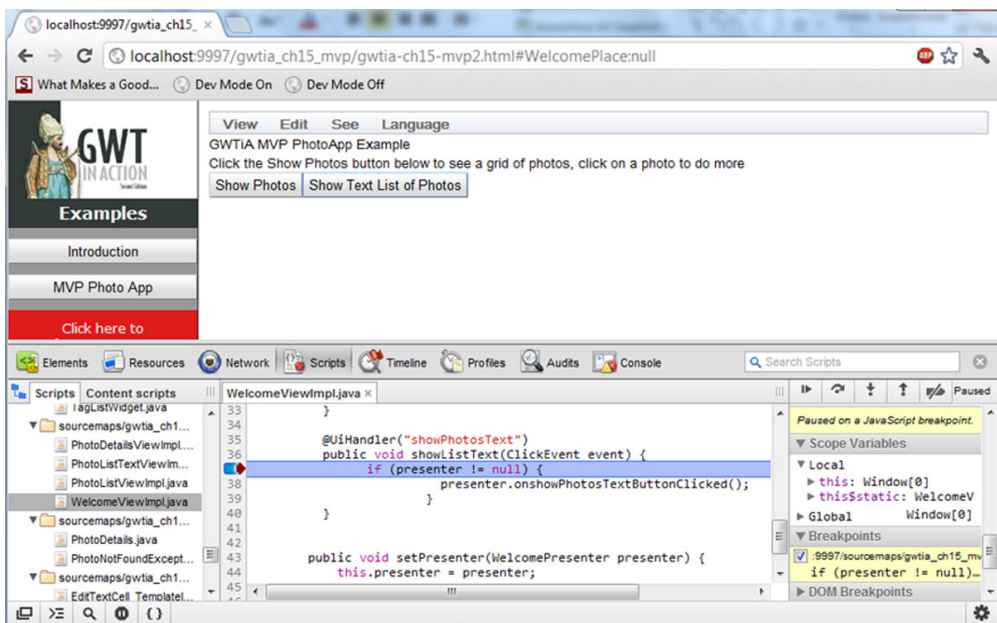 localhost:9997/gwtia_ch15_ ×
localhost:9997/gwtia_ch15_mvp/gwtia-ch15-mvp2.html#WelcomePlace:null
ABP
S What Makes a Good... Dev Mode On Dev Mode Off
GWT
IN ACTION
Second Edition
Examples
Introduction
MVP Photo App
Click here to
View Edit See Language
GWTiA MVP PhotoApp Example
Click the Show Photos button below to see a grid of photos, click on a photo to do more
Show Photos Show Text List of Photos
Elements Resources Network Scripts Timeline Profiles Audits Console Search Scripts
Scripts Content scripts
TagListWidget.java
sourcemaps/gwtia_ch1...
PhotoDetailsViewImpl....
PhotoListTextViewIm...
PhotoListViewImpl.java
WelcomeViewImpl.java
sourcemaps/gwtia_ch1...
PhotoDetails.java
PhotoNotFoundExcept...
sourcemaps/gwtia_ch1...
EditTextCell_Templatel...
WelcomeViewImpl.java ×
33 }
34
35 @UiHandler("showPhotosText")
36 public void showListText(ClickEvent event) {
if (presenter != null) {
38 presenter.onshowPhotosTextButtonClicked();
39 }
40 }
41
42
43 public void setPresenter(WelcomePresenter presenter) {
44 this.presenter = presenter;
45
Paused
Paused on a JavaScript breakpoint.
Scope Variables
Local
this: Window[0]
this$static: WelcomeV
Global Window[0]
Breakpoints
:9997/sourcemaps/gwtia_ch15_mv
if (presenter != null)…
DOM Breakpoints